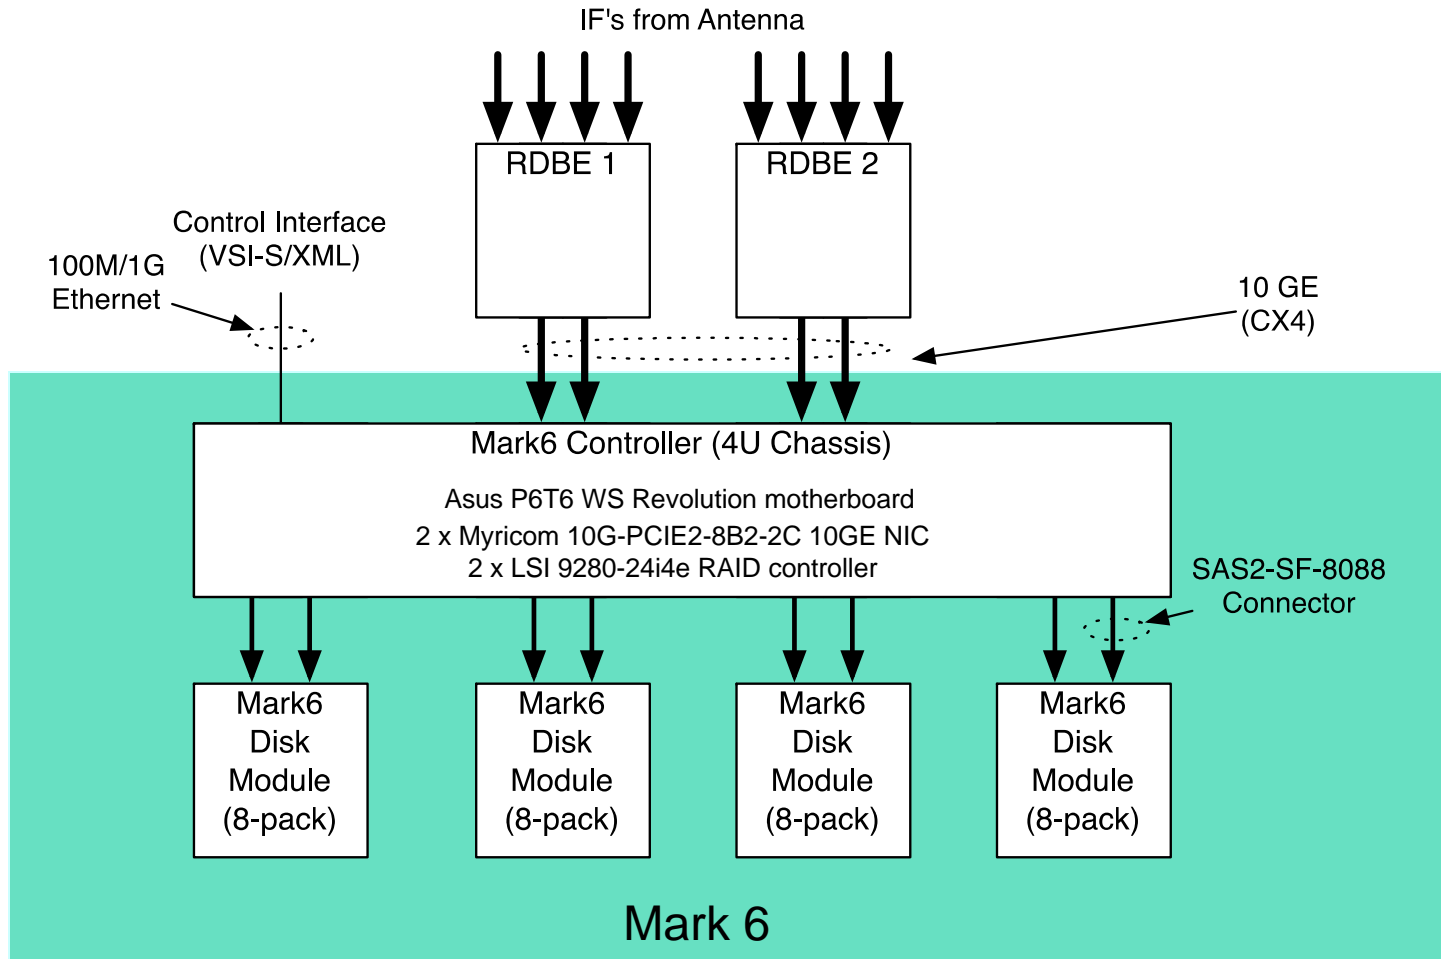 IF's from Antenna
RDBE 1
RDBE 2
Control Interface
(VSI-S/XML)
100M/1G
Ethernet
10 GE
(CX4)
Mark6 Controller (4U Chassis)
Asus P6T6 WS Revolution motherboard
2 x Myricom 10G-PCIE2-8B2-2C 10GE NIC
2 x LSI 9280-24i4e RAID controller
SAS2-SF-8088
Connector
Mark6
Disk
Module
(8-pack)
Mark6
Disk
Module
(8-pack)
Mark6
Disk
Module
(8-pack)
Mark6
Disk
Module
(8-pack)
Mark 6